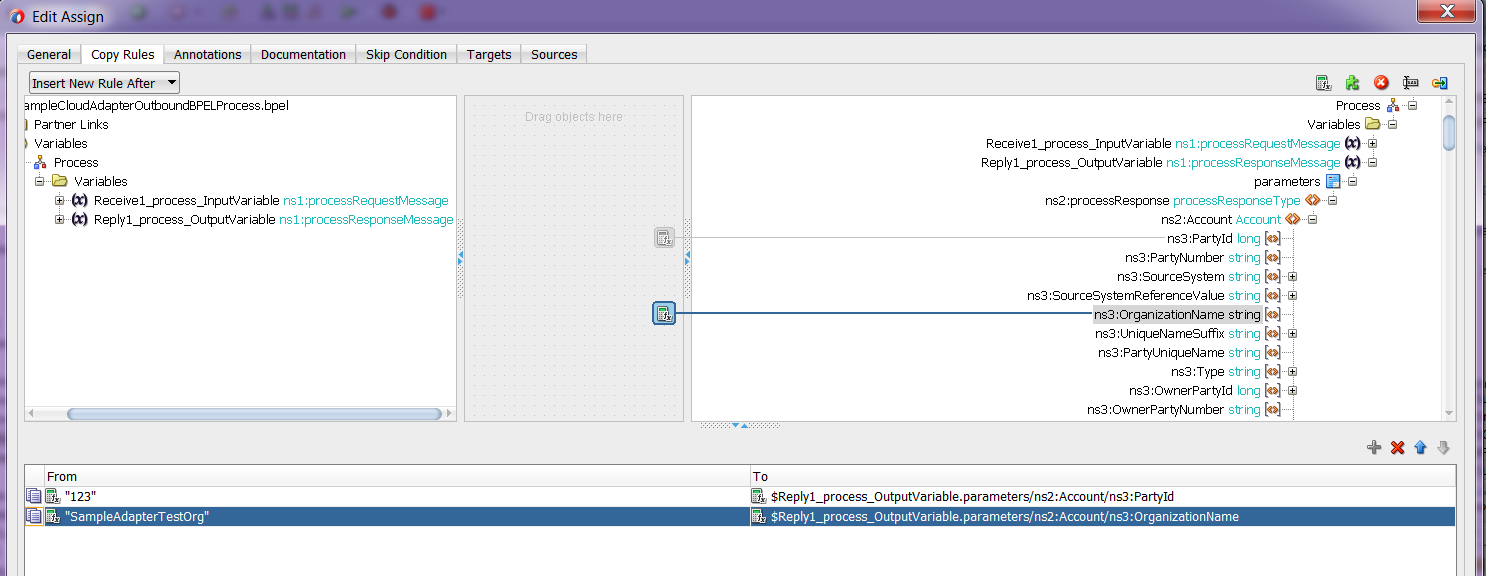 Edit Assign
General Copy Rules Annotations Documentation Skip Condition Targets Sources
Insert New Rule After
ampleCloudAdapterOutboundBPELProcess.bpel
Partner Links
Variables
Process
Variables
Receive1_process_InputVariable ns1:processRequestMessage
Reply1_process_OutputVariable ns1:processResponseMessage
Drag objects here
Process
Variables
Receive1_process_InputVariable ns1:processRequestMessage (x)
Reply1_process_OutputVariable ns1:processResponseMessage (x)
parameters
ns2:processResponse processResponseType
ns2:Account Account
ns3:PartyId long
ns3:PartyNumber string
ns3:SourceSystem string
ns3:SourceSystemReferenceValue string
ns3:OrganizationName string
ns3:UniqueNameSuffix string
ns3:PartyUniqueName string
ns3:Type string
ns3:OwnerPartyId long
ns3:OwnerPartyNumber string
From To
"123" $Reply1_process_OutputVariable.parameters/ns2:Account/ns3:PartyId
"SampleAdapterTestOrg" $Reply1_process_OutputVariable.parameters/ns2:Account/ns3:OrganizationName